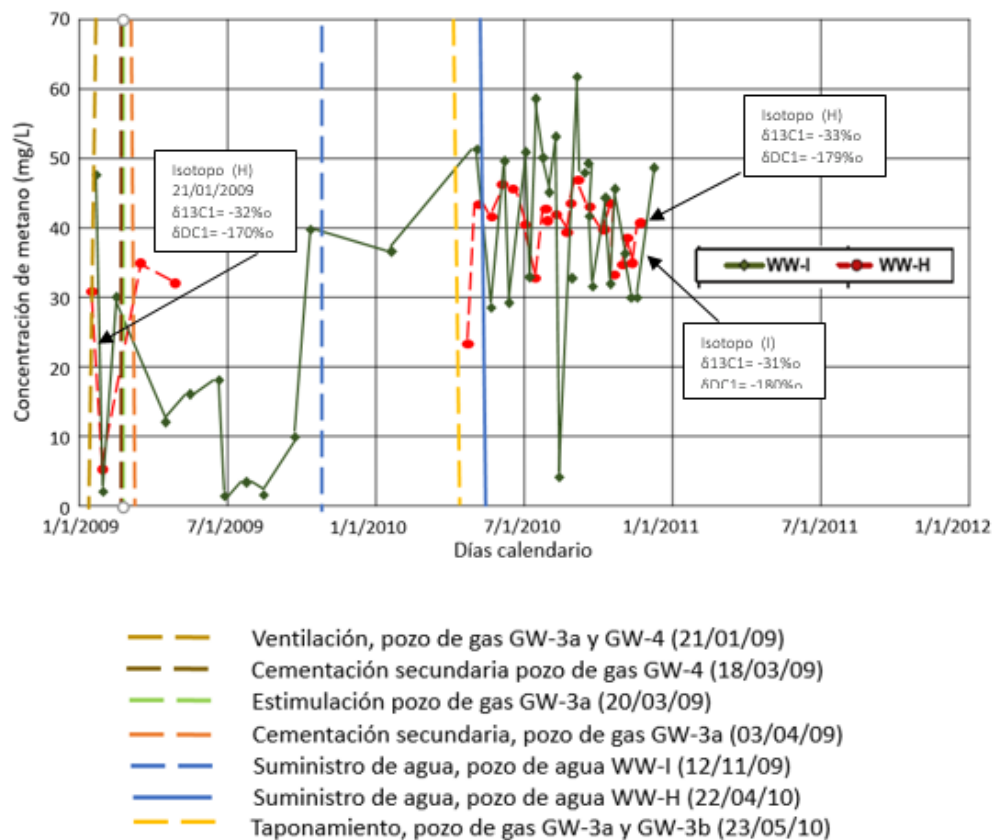 70
60
50
40
30
20
10
0
Concentración de metano (mg/L)
Isotopo (H)
21/01/2009
δ13C1= -32%o
δDC1= -170%o
Isotopo (H)
δ13C1= -33%o
δDC1= -179%o
WW-I
WW-H
Isotopo (I)
δ13C1= -31%o
δDC1= -180%o
1/1/2009
7/1/2009
1/1/2010
7/1/2010
1/1/2011
7/1/2011
1/1/2012
Días calendario
Ventilación, pozo de gas GW-3a y GW-4 (21/01/09)
Cementación secundaria pozo de gas GW-4 (18/03/09)
Estimulación pozo de gas GW-3a (20/03/09)
Cementación secundaria, pozo de gas GW-3a (03/04/09)
Suministro de agua, pozo de agua WW-I (12/11/09)
Suministro de agua, pozo de agua WW-H (22/04/10)
Taponamiento, pozo de gas GW-3a y GW-3b (23/05/10)